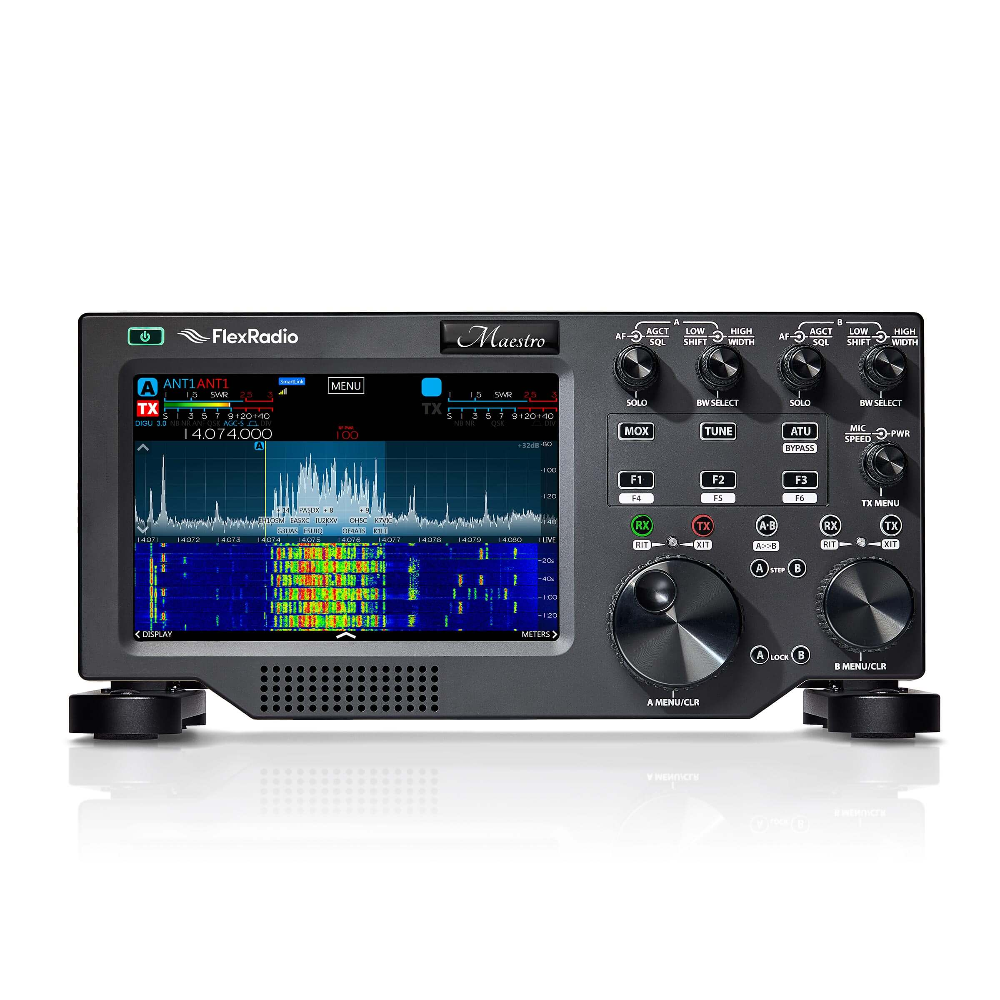 FlexRadio
Maestro
A
AF AGCT SQL
LOW SHIFT HIGH WIDTH
B
AF AGCT SQL
LOW SHIFT HIGH WIDTH
SOLO BW SELECT SOLO BW SELECT
A ANT1 ANT1 SmartLink MENU
1 1.5 SWR 2.5 3
1 1.5 SWR 2.5 3
TX
TX
S 1 3 5 7 9 +20 +40
S 1 3 5 7 9 +20 +40
DIGU 3.0 NB NR ANF QSK AGC-S DIV
NB NR QSK DIV
14.074.000
RF PWR
100
A
+32dB -80
-100
-120
-140
+ 14 PA5DX + 8 + 9
EH1OSM EA5XC IU2KXV OH5C K7VIC
G3UAS F5UJQ OE4ATS K1LT
14.071 14.072 14.073 14.074 14.075 14.076 14.077 14.078 14.079 14.080 LIVE
-20s
-40s
-1:00
-1:20
DISPLAY METERS
MOX TUNE ATU
BYPASS
MIC SPEED PWR
F1 F2 F3
F4 F5 F6
TX MENU
RX TX A▸B RX TX
RIT XIT A>>B RIT XIT
A STEP B
A LOCK B
B MENU/CLR
A MENU/CLR